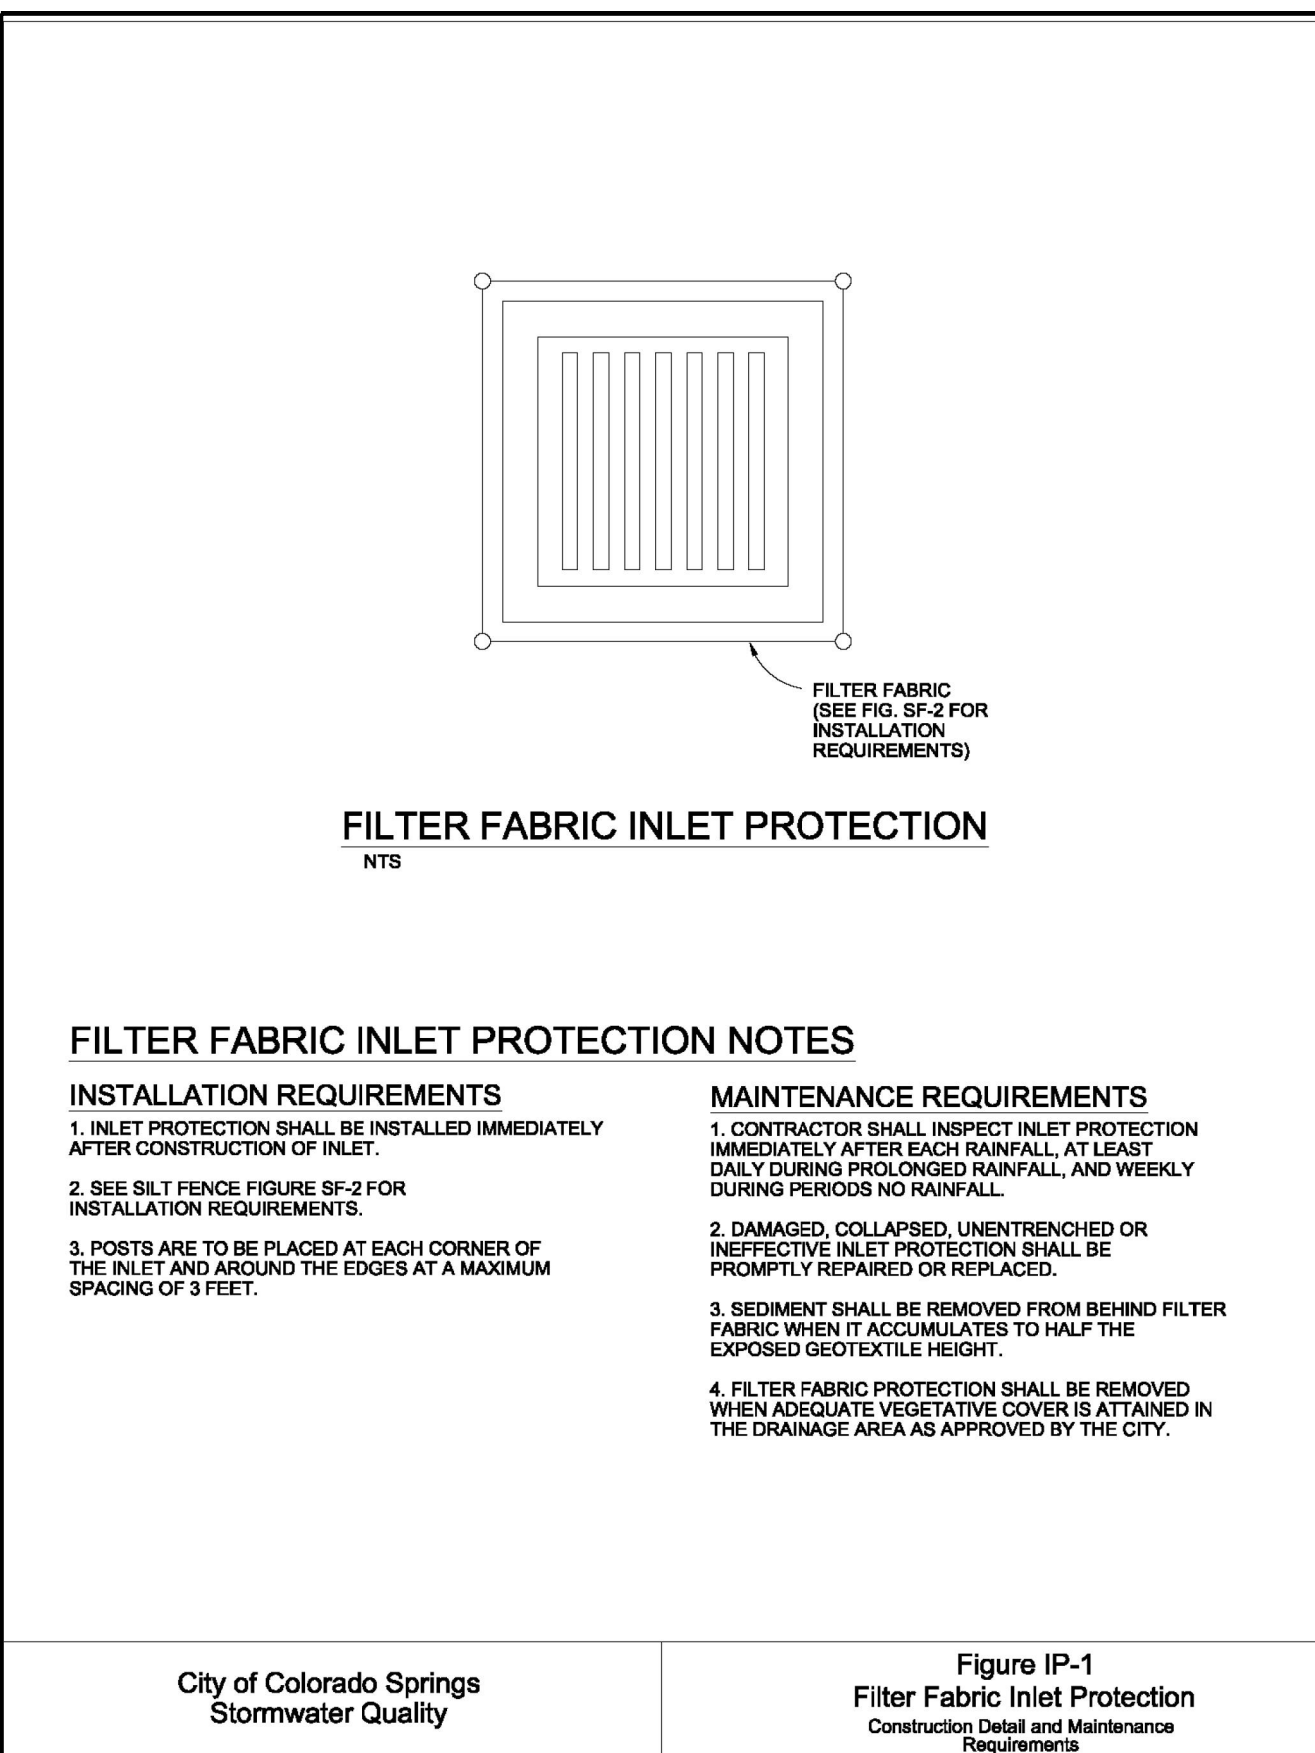 FILTER FABRIC
(SEE FIG. SF-2 FOR
INSTALLATION
REQUIREMENTS)
FILTER FABRIC INLET PROTECTION
NTS
FILTER FABRIC INLET PROTECTION NOTES
INSTALLATION REQUIREMENTS
1. INLET PROTECTION SHALL BE INSTALLED IMMEDIATELY
AFTER CONSTRUCTION OF INLET.
2. SEE SILT FENCE FIGURE SF-2 FOR
INSTALLATION REQUIREMENTS.
3. POSTS ARE TO BE PLACED AT EACH CORNER OF
THE INLET AND AROUND THE EDGES AT A MAXIMUM
SPACING OF 3 FEET.
MAINTENANCE REQUIREMENTS
1. CONTRACTOR SHALL INSPECT INLET PROTECTION
IMMEDIATELY AFTER EACH RAINFALL, AT LEAST
DAILY DURING PROLONGED RAINFALL, AND WEEKLY
DURING PERIODS NO RAINFALL.
2. DAMAGED, COLLAPSED, UNENTRENCHED OR
INEFFECTIVE INLET PROTECTION SHALL BE
PROMPTLY REPAIRED OR REPLACED.
3. SEDIMENT SHALL BE REMOVED FROM BEHIND FILTER
FABRIC WHEN IT ACCUMULATES TO HALF THE
EXPOSED GEOTEXTILE HEIGHT.
4. FILTER FABRIC PROTECTION SHALL BE REMOVED
WHEN ADEQUATE VEGETATIVE COVER IS ATTAINED IN
THE DRAINAGE AREA AS APPROVED BY THE CITY.
City of Colorado Springs
Stormwater Quality
Figure IP-1
Filter Fabric Inlet Protection
Construction Detail and Maintenance
Requirements